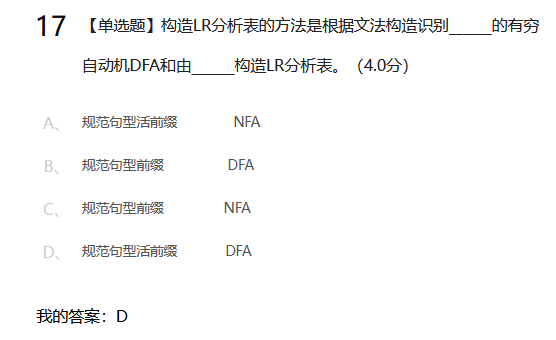 17 【单选题】构造LR分析表的方法是根据文法构造识别______的有穷
自动机DFA和由______构造LR分析表。（4.0分）
A、 规范句型活前缀 NFA
B、 规范句型前缀 DFA
C、 规范句型前缀 NFA
D、 规范句型活前缀 DFA
我的答案：D